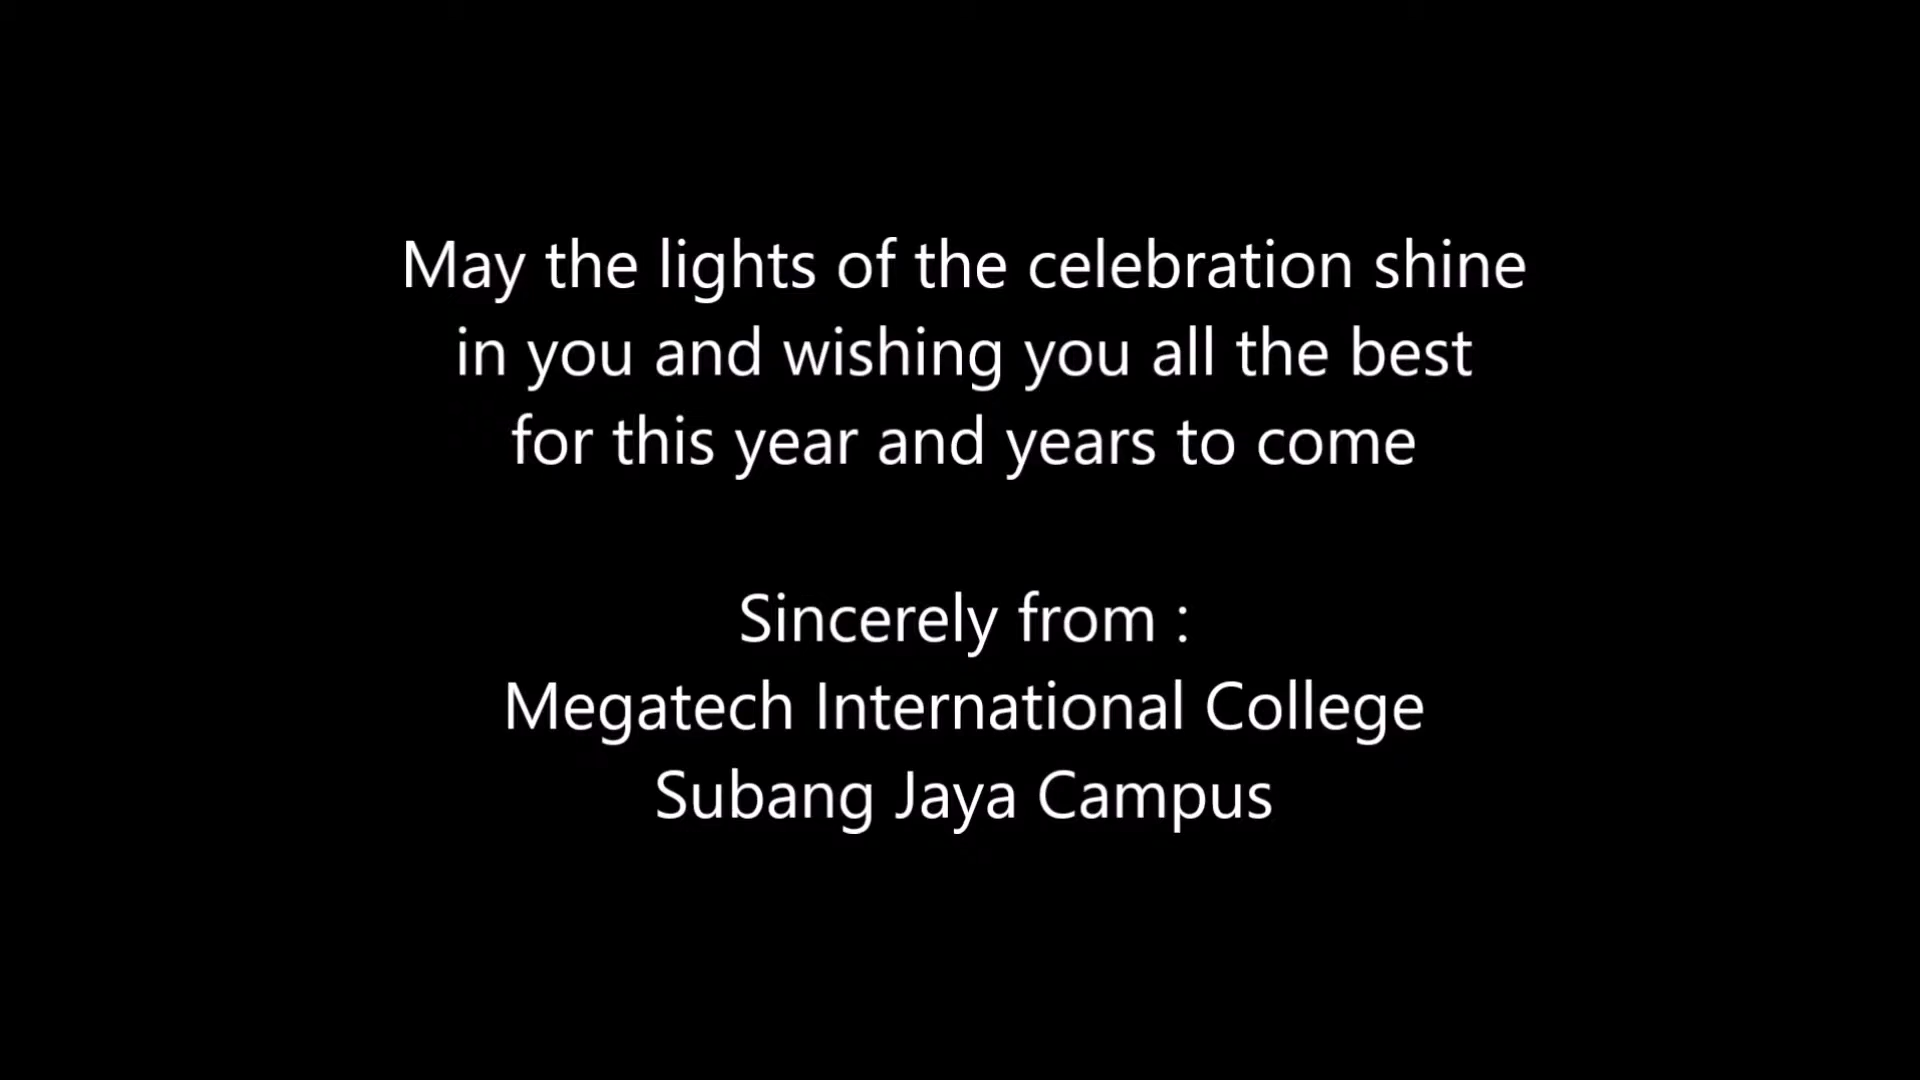 May the lights of the celebration shine
in you and wishing you all the best
for this year and years to come
Sincerely from :
Megatech International College
Subang Jaya Campus